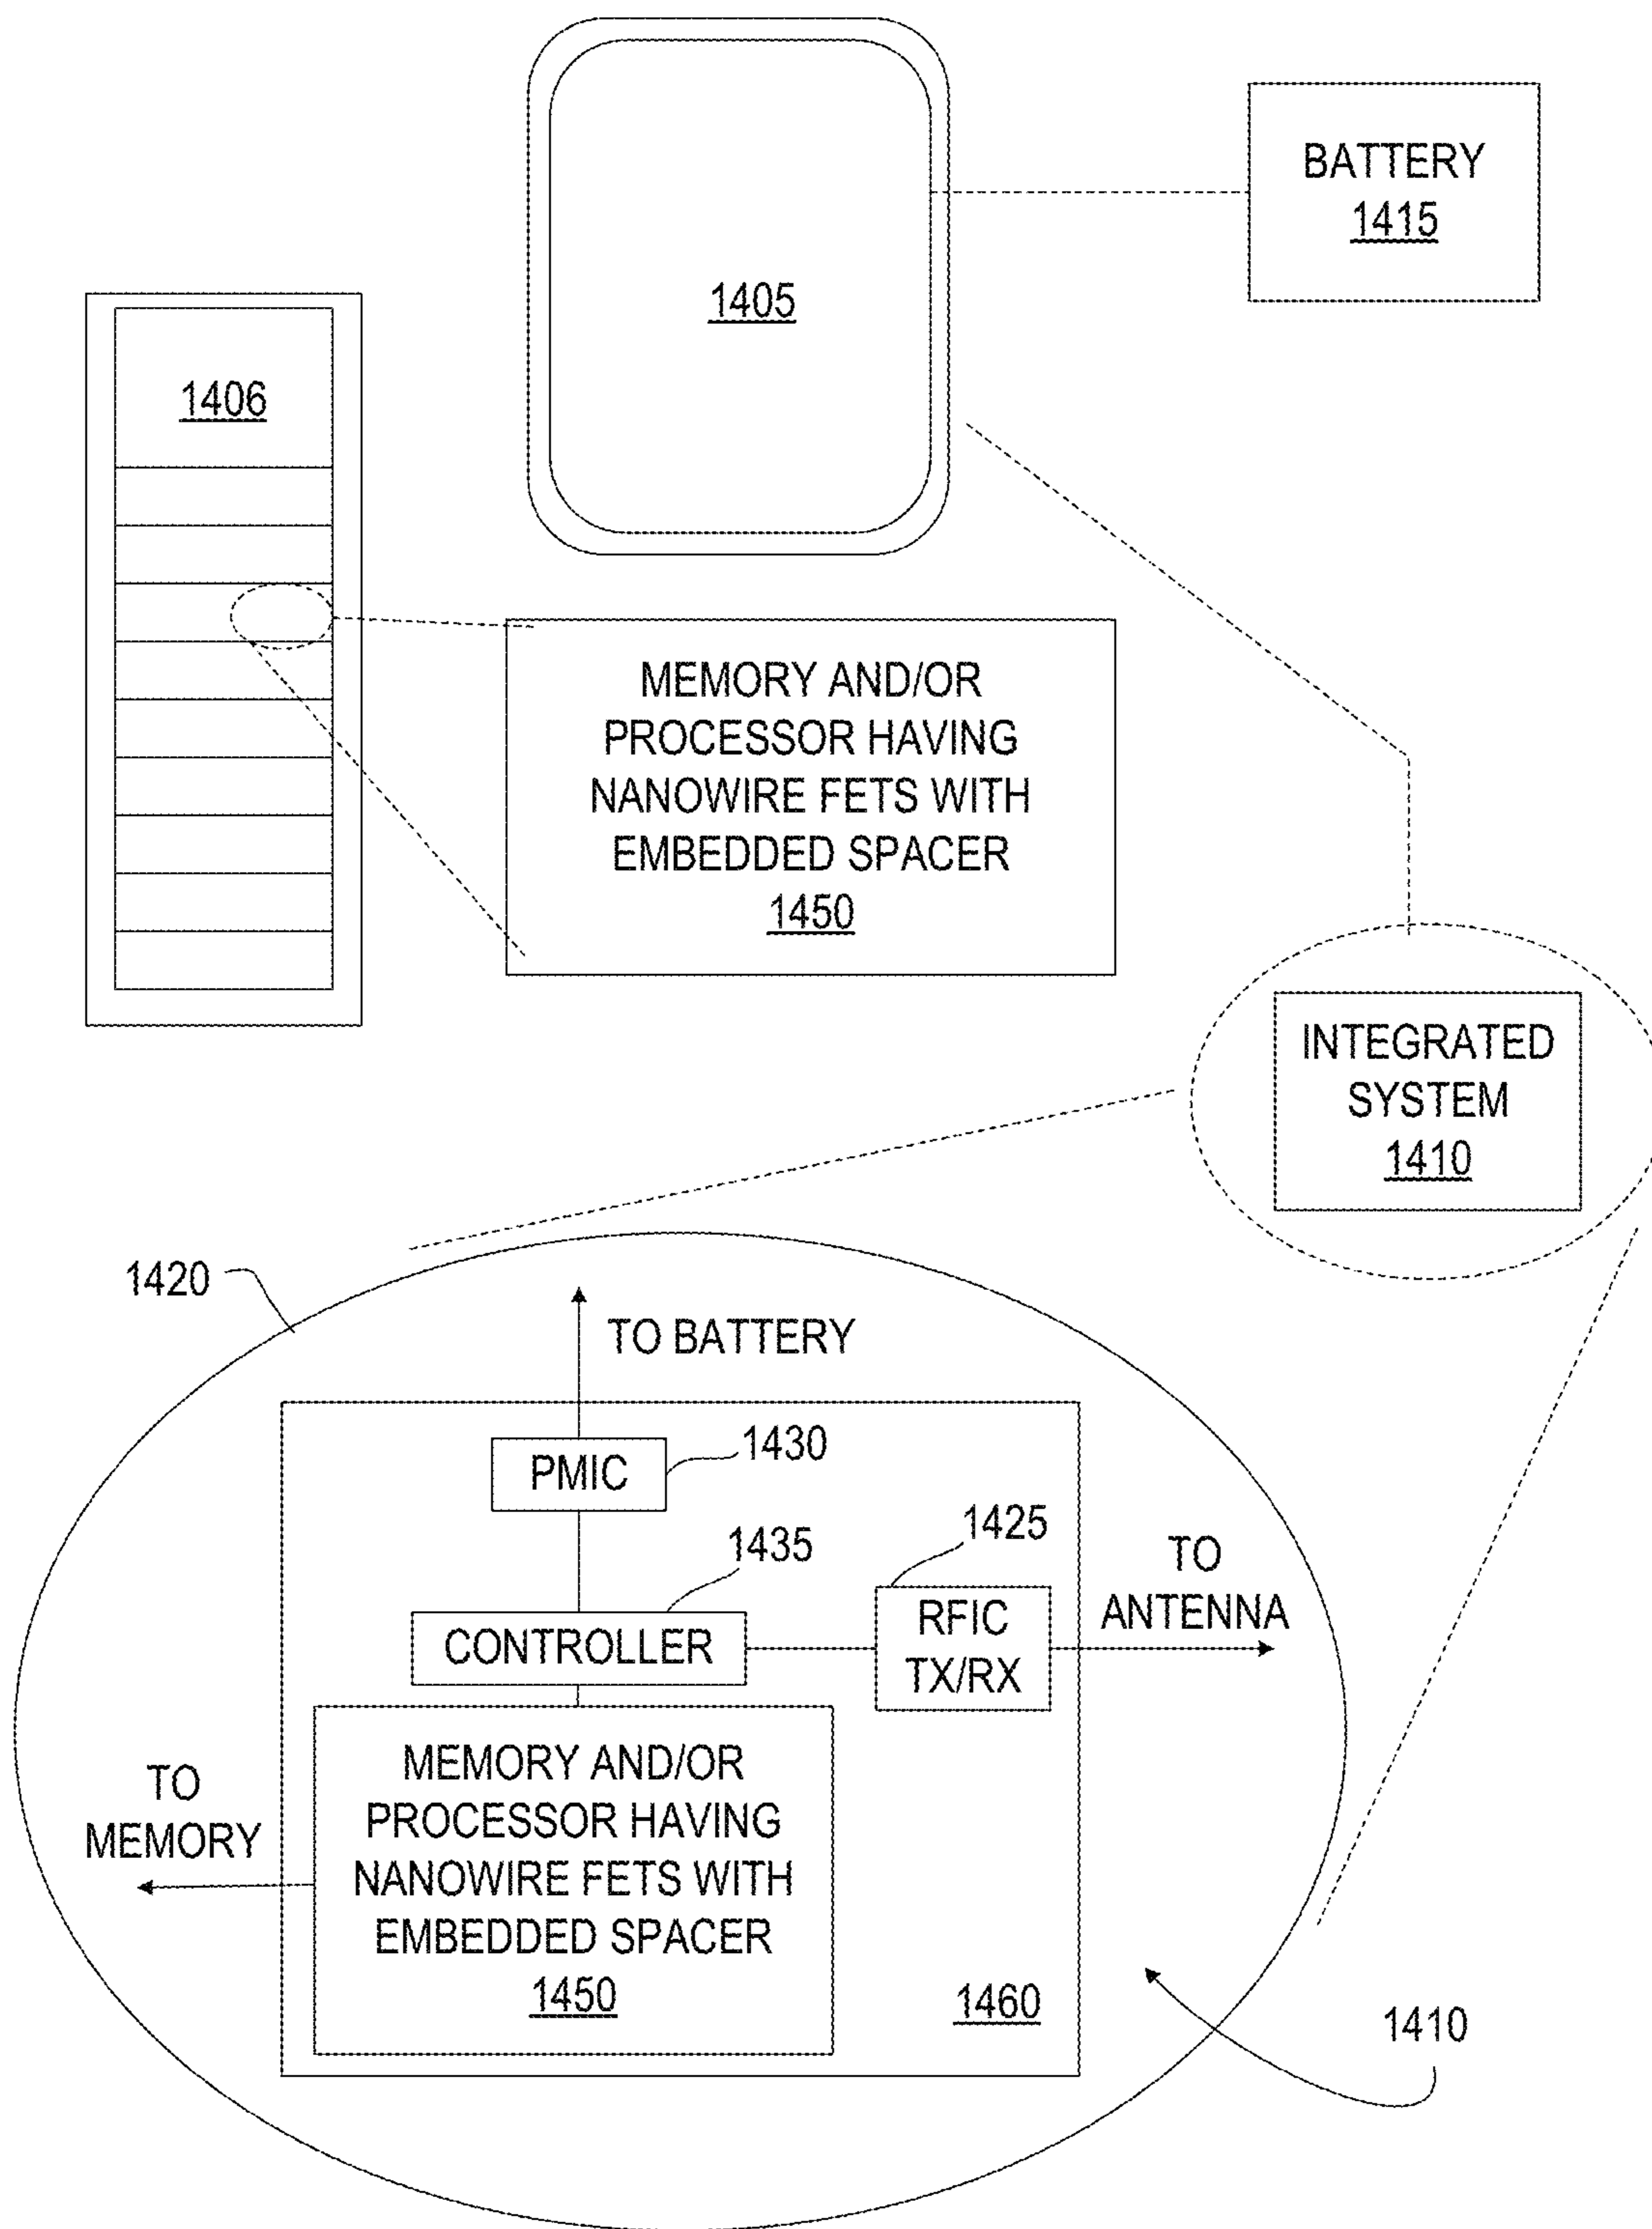 1405
BATTERY
1415
1406
MEMORY AND/OR
PROCESSOR HAVING
NANOWIRE FETS WITH
EMBEDDED SPACER
1450
INTEGRATED
SYSTEM
1410
1420
TO BATTERY
PMIC
1430
1435
1425
CONTROLLER
RFIC
TX/RX
TO
ANTENNA
TO
MEMORY
MEMORY AND/OR
PROCESSOR HAVING
NANOWIRE FETS WITH
EMBEDDED SPACER
1450
1460
1410